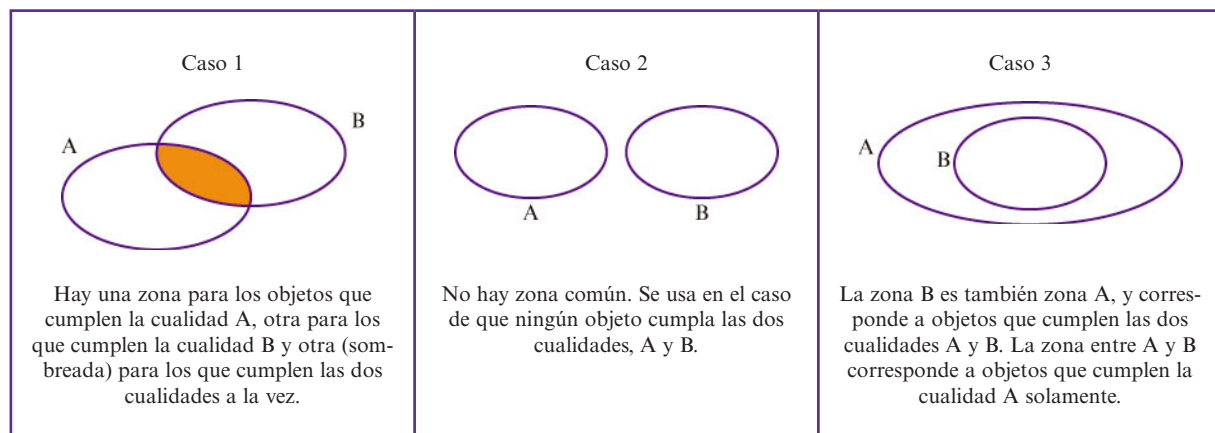 Caso 1
A
B
Hay una zona para los objetos que
cumplen la cualidad A, otra para los
que cumplen la cualidad B y otra (som-
breada) para los que cumplen las dos
cualidades a la vez.
Caso 2
A
B
No hay zona común. Se usa en el caso
de que ningún objeto cumpla las dos
cualidades, A y B.
Caso 3
A
B
La zona B es también zona A, y corres-
ponde a objetos que cumplen las dos
cualidades A y B. La zona entre A y B
corresponde a objetos que cumplen la
cualidad A solamente.